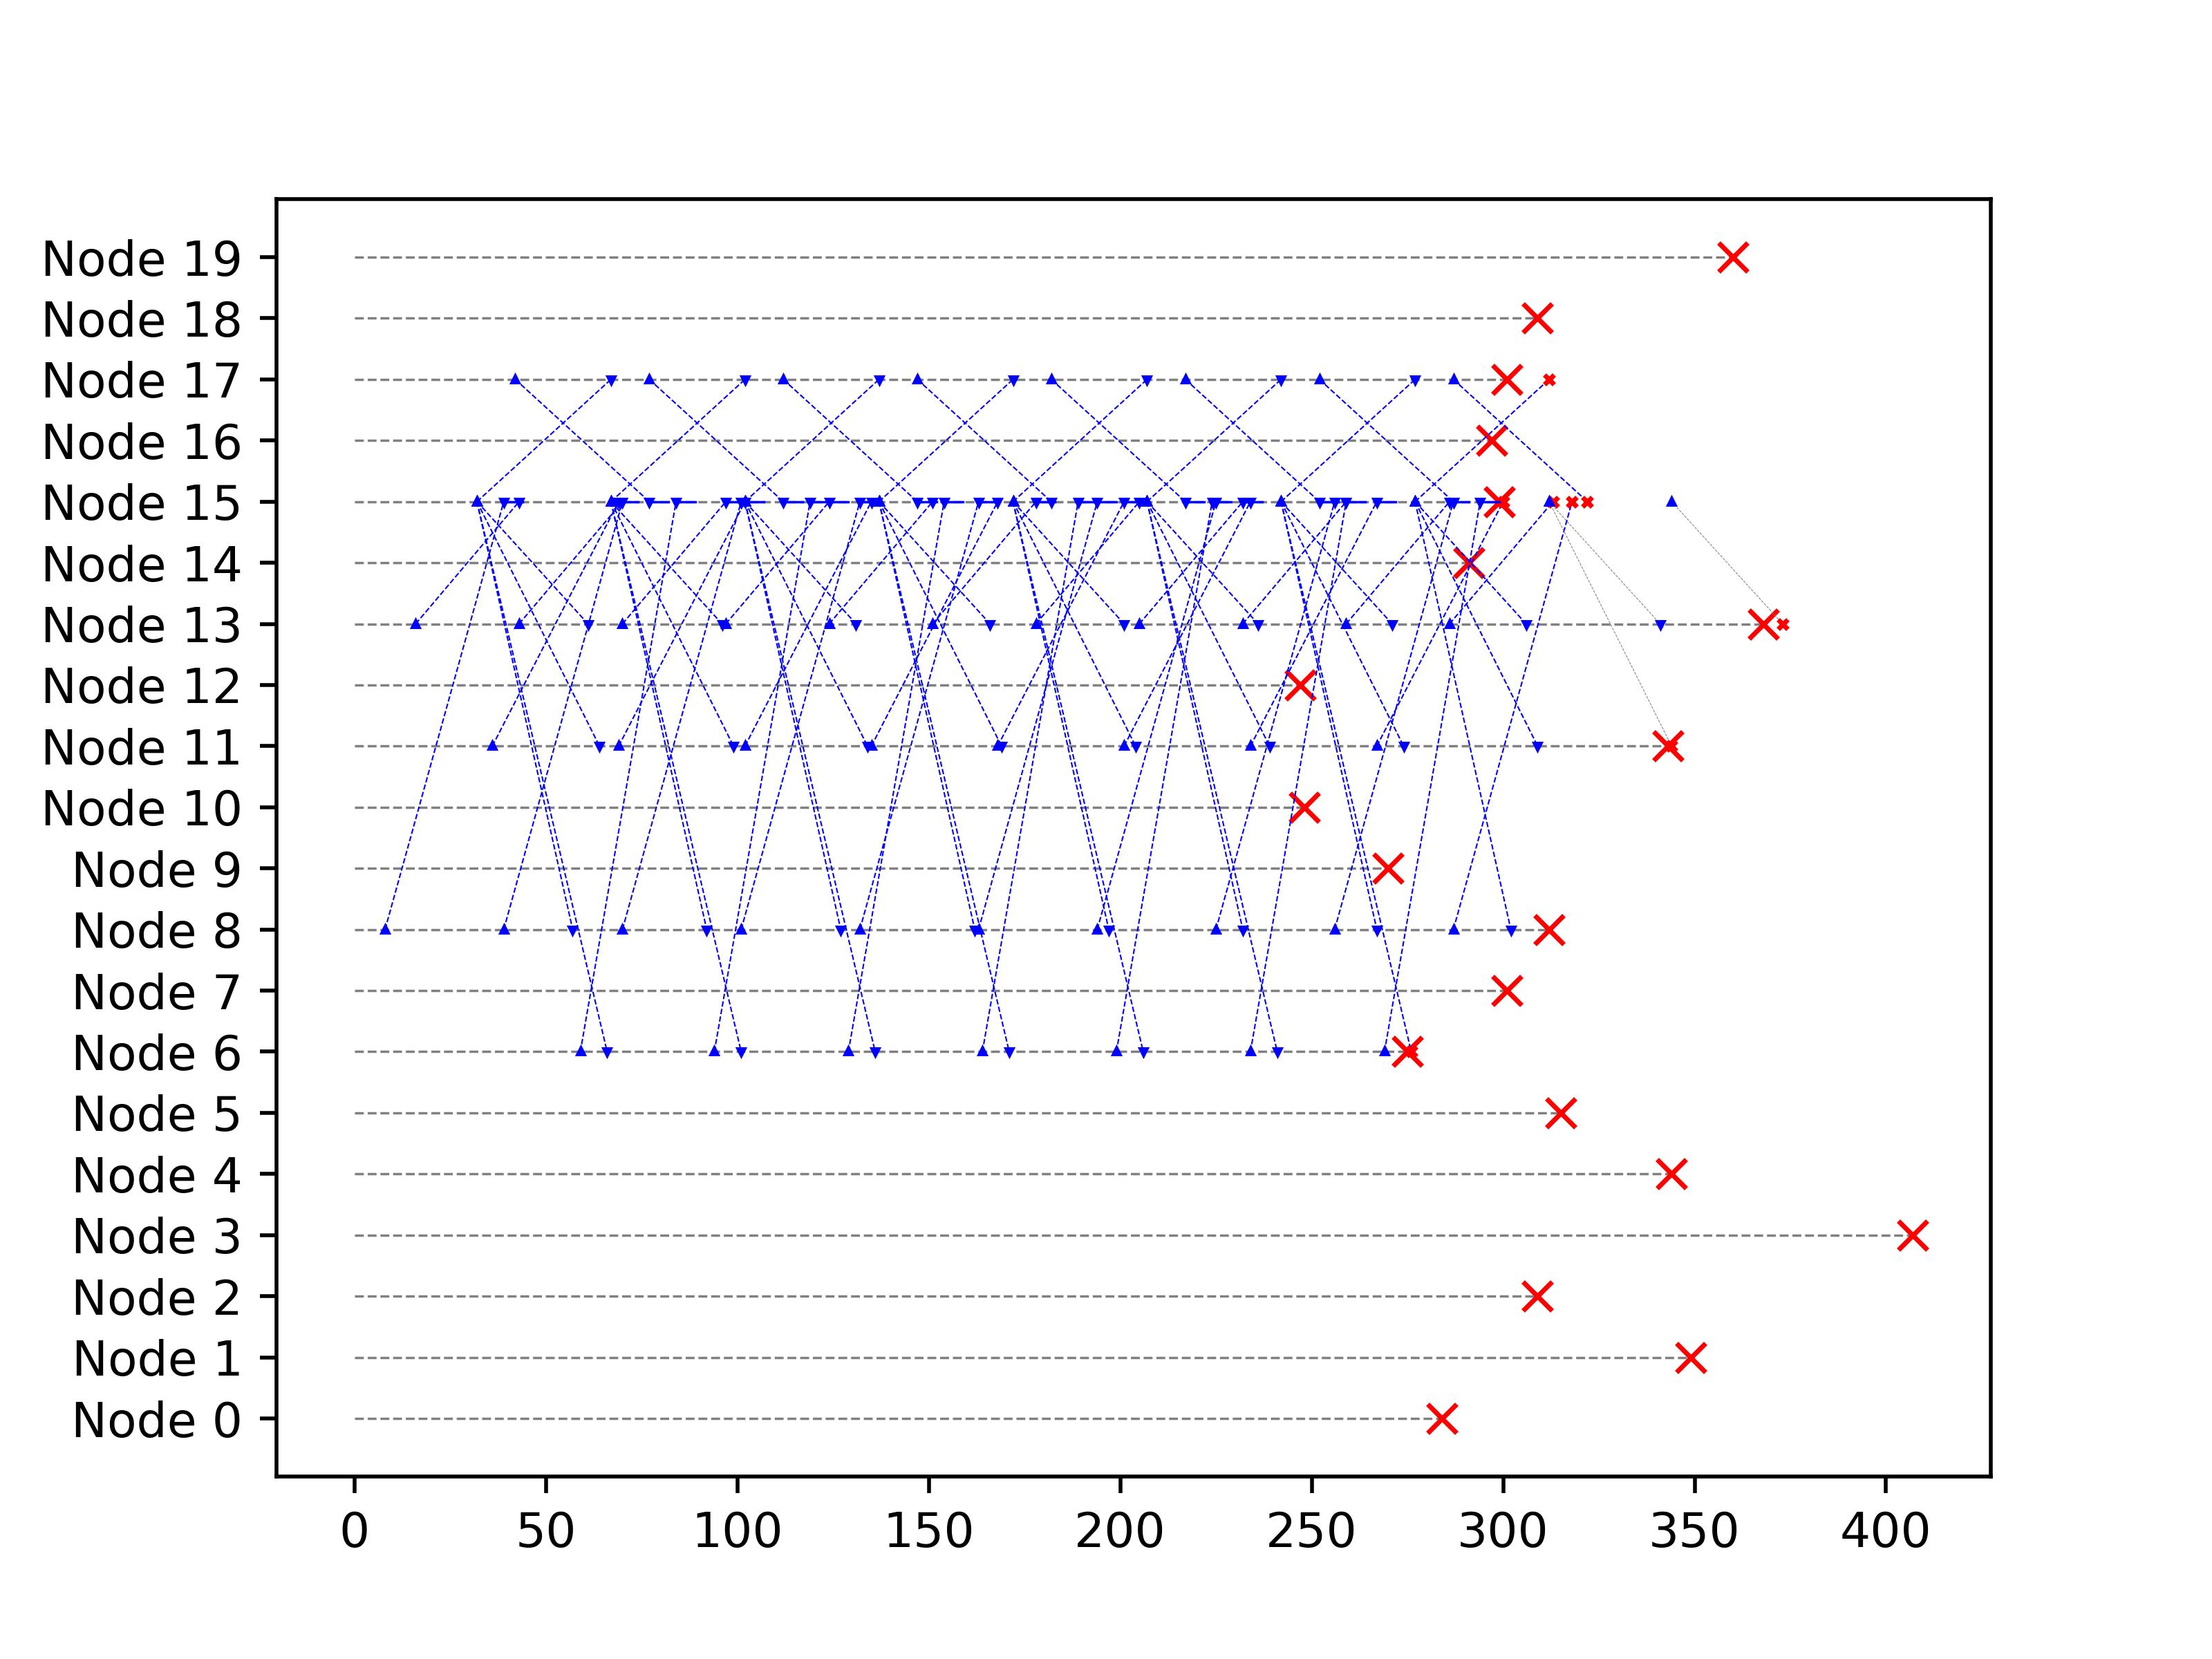 Node 19
Node 18
Node 17
Node 16
Node 15
Node 14
Node 13
Node 12
Node 11
Node 10
Node 9
Node 8
Node 7
Node 6
Node 5
Node 4
Node 3
Node 2
Node 1
Node 0
0 50 100 150 200 250 300 350 400